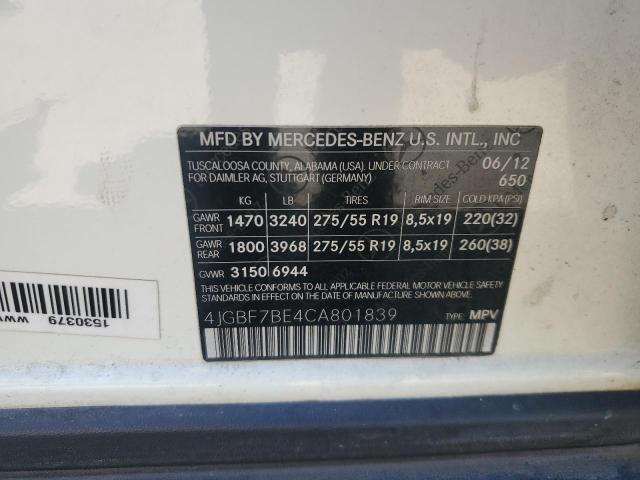 MFD BY MERCEDES-BENZ U.S. INTL., INC
TUSCALOOSA COUNTY, ALABAMA (USA). UNDER CONTRACT 06/12
FOR DAIMLER AG, STUTTGART (GERMANY) 650
KG LB TIRES RIM SIZE COLD KPA (PSI)
GAWR FRONT 1470 3240 275/55 R19 8,5x19 220(32)
GAWR REAR 1800 3968 275/55 R19 8,5x19 260(38)
GVWR 3150 6944
THIS VEHICLE CONFORMS TO ALL APPLICABLE FEDERAL MOTOR VEHICLE SAFETY STANDARDS IN EFFECT ON THE DATE OF MANUFACTURE SHOWN ABOVE.
4JGBF7BE4CA801839 TYPE: MPV
1530379